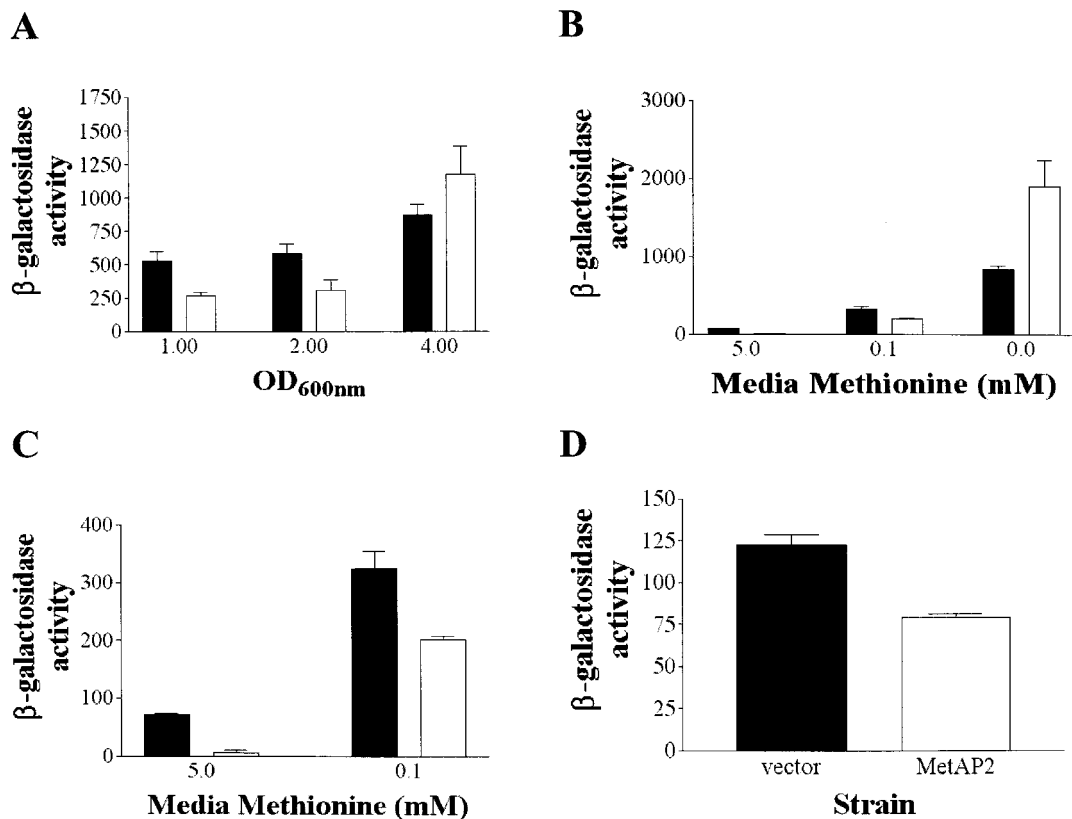 A
β-galactosidase
activity
1750
1500
1250
1000
750
500
250
0
1.00 2.00 4.00
OD600nm
B
β-galactosidase
activity
3000
2000
1000
0
5.0 0.1 0.0
Media Methionine (mM)
C
β-galactosidase
activity
400
300
200
100
0
5.0 0.1
Media Methionine (mM)
D
β-galactosidase
activity
150
125
100
75
50
25
0
vector MetAP2
Strain